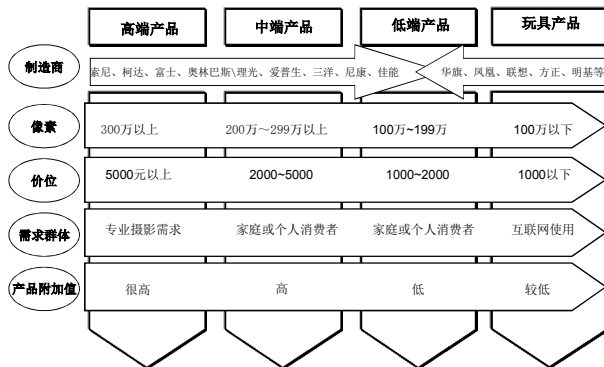 高端产品 中端产品 低端产品 玩具产品
制造商 索尼、柯达、富士、奥林巴斯\理光、爱普生、三洋、尼康、佳能 华旗、凤凰、联想、方正、明基等
像素 300万以上 200万～299万以上 100万~199万 100万以下
价位 5000元以上 2000~5000 1000~2000 1000以下
需求群体 专业摄影需求 家庭或个人消费者 家庭或个人消费者 互联网使用
产品附加值 很高 高 低 较低